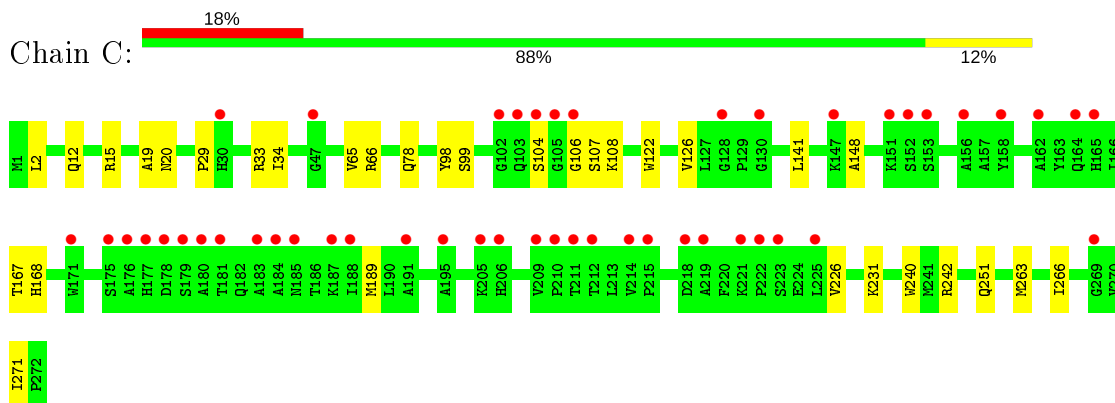 18%
Chain C:
88%
12%
M1 L2 Q12 R15 A19 N20 P29 H30 R33 I34 G47 V65 R66 Q78 Y98 S99 G102 Q103 S104 G105 G106 S107 K108 W122 V126 L127 G128 P129 G130 L141 K147 A148 K151 S152 S153 A156 A157 Y158 A162 Y163 Q164 H165 I166
T167 H168 W171 S175 A176 H177 D178 S179 A180 T181 Q182 A183 A184 N185 T186 K187 I188 M189 L190 A191 A195 K205 H206 V209 P210 T211 T212 L213 V214 P215 D218 A219 F220 K221 P222 S223 E224 L225 V226 K231 W240 M241 R242 Q251 M263 I266 G269 V270
I271 P272